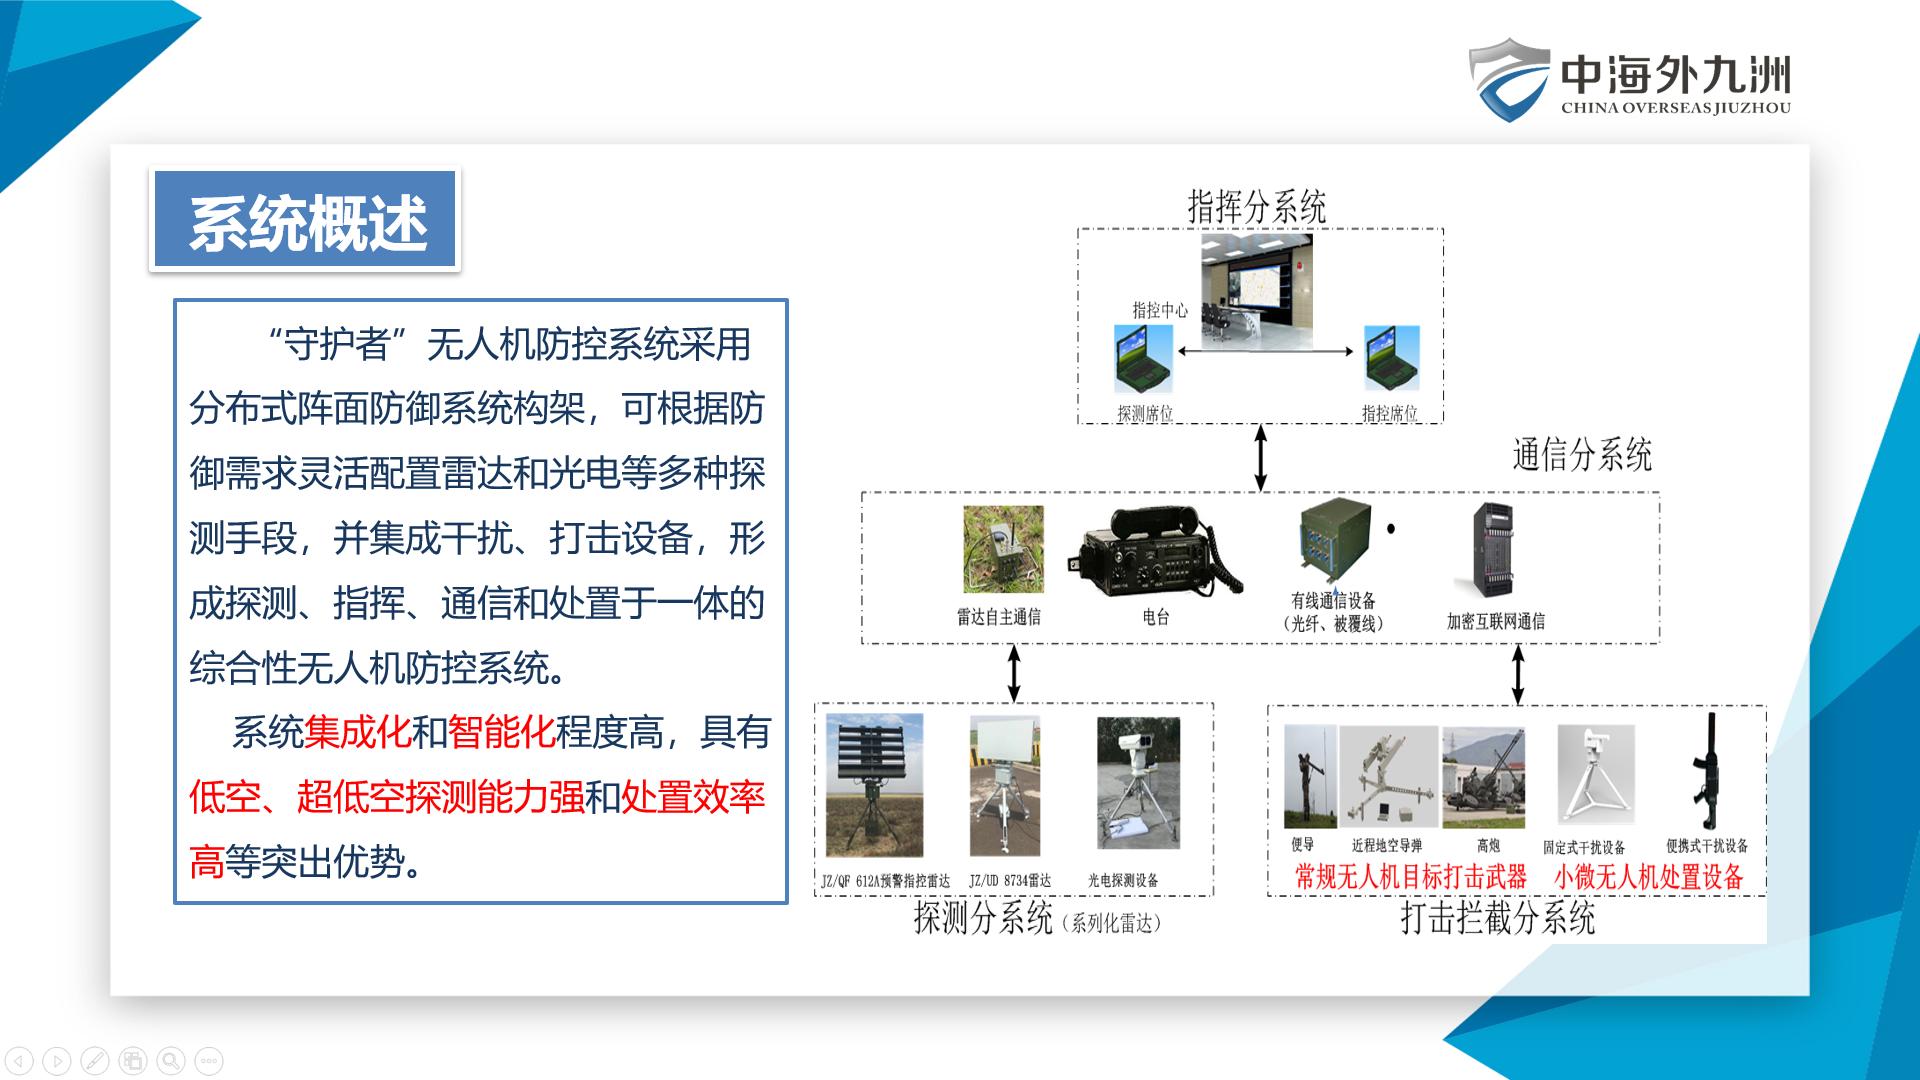 中海外九洲
CHINA OVERSEAS JIUZHOU
系统概述
“守护者”无人机防控系统采用
分布式阵面防御系统构架，可根据防
御需求灵活配置雷达和光电等多种探
测手段，并集成干扰、打击设备，形
成探测、指挥、通信和处置于一体的
综合性无人机防控系统。
系统集成化和智能化程度高，具有
低空、超低空探测能力强和处置效率
高等突出优势。
指挥分系统
指控中心
探测席位
指控席位
通信分系统
雷达自主通信
电台
有线通信设备
（光纤、被覆线）
加密互联网通信
JZ/QF 612A预警指控雷达
JZ/UD 8734雷达
光电探测设备
探测分系统（系列化雷达）
便导
近程地空导弹
高炮
固定式干扰设备
便携式干扰设备
常规无人机目标打击武器
小微无人机处置设备
打击拦截分系统